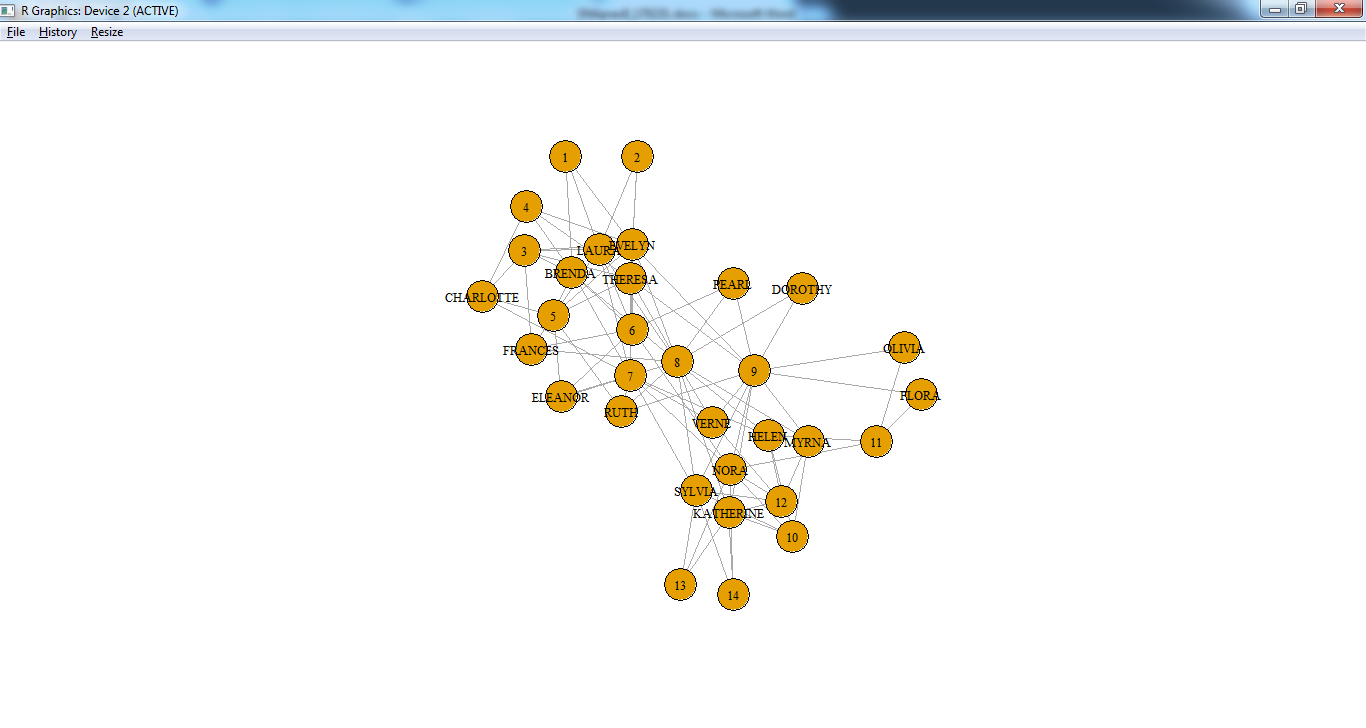 R Graphics: Device 2 (ACTIVE)
File History Resize
1
2
4
3
LAURA
EVELYN
BRENDA
THERESA
PEARL
DOROTHY
CHARLOTTE
5
6
FRANCES
7
8
9
OLIVIA
ELEANOR
FLORA
RUTH
VERNE
HELEN
MYRNA
11
NORA
SYLVIA
12
KATHERINE
10
13
14